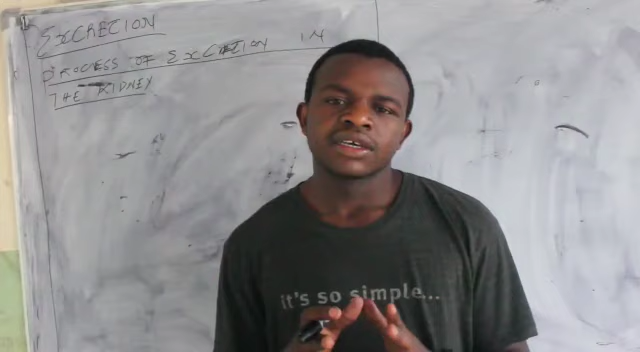 EXCRETION
PROCESS OF EXCRETION IN
THE KIDNEY
it's so simple...